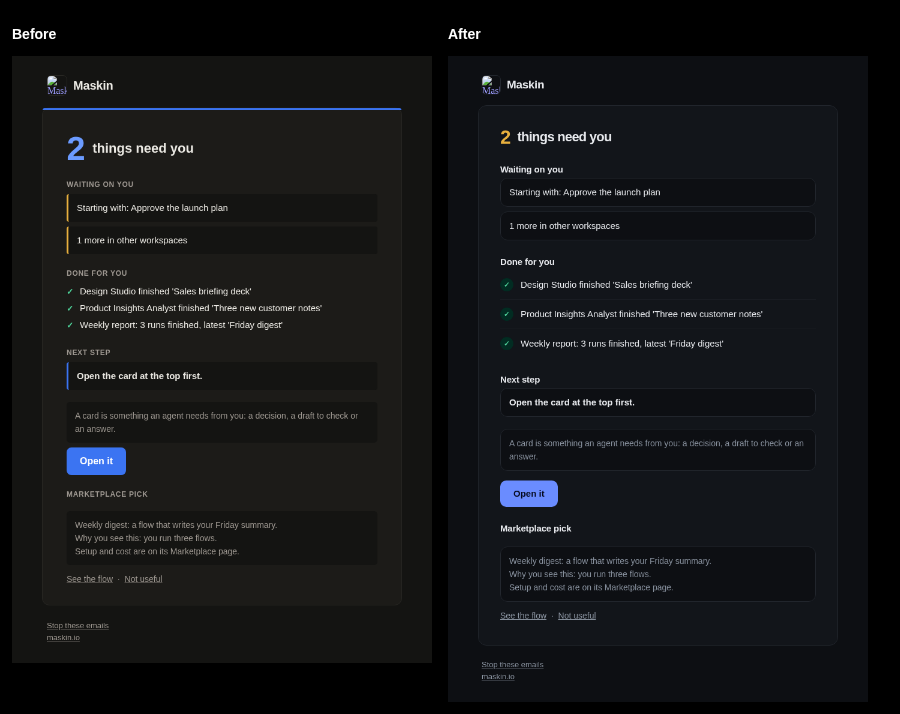 Before
Mask
Maskin
2 things need you
WAITING ON YOU
Starting with: Approve the launch plan
1 more in other workspaces
DONE FOR YOU
✓ Design Studio finished 'Sales briefing deck'
✓ Product Insights Analyst finished 'Three new customer notes'
✓ Weekly report: 3 runs finished, latest 'Friday digest'
NEXT STEP
Open the card at the top first.
A card is something an agent needs from you: a decision, a draft to check or
an answer.
Open it
MARKETPLACE PICK
Weekly digest: a flow that writes your Friday summary.
Why you see this: you run three flows.
Setup and cost are on its Marketplace page.
See the flow · Not useful
Stop these emails
maskin.io
After
Mask
Maskin
2 things need you
Waiting on you
Starting with: Approve the launch plan
1 more in other workspaces
Done for you
✓ Design Studio finished 'Sales briefing deck'
✓ Product Insights Analyst finished 'Three new customer notes'
✓ Weekly report: 3 runs finished, latest 'Friday digest'
Next step
Open the card at the top first.
A card is something an agent needs from you: a decision, a draft to check or an
answer.
Open it
Marketplace pick
Weekly digest: a flow that writes your Friday summary.
Why you see this: you run three flows.
Setup and cost are on its Marketplace page.
See the flow · Not useful
Stop these emails
maskin.io